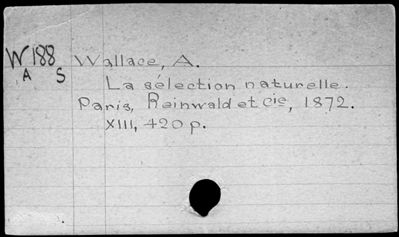 W188 Wallace, A.
A S La sélection naturelle.
Paris, Reinwald et cie, 1872.
XIII, 420 p.